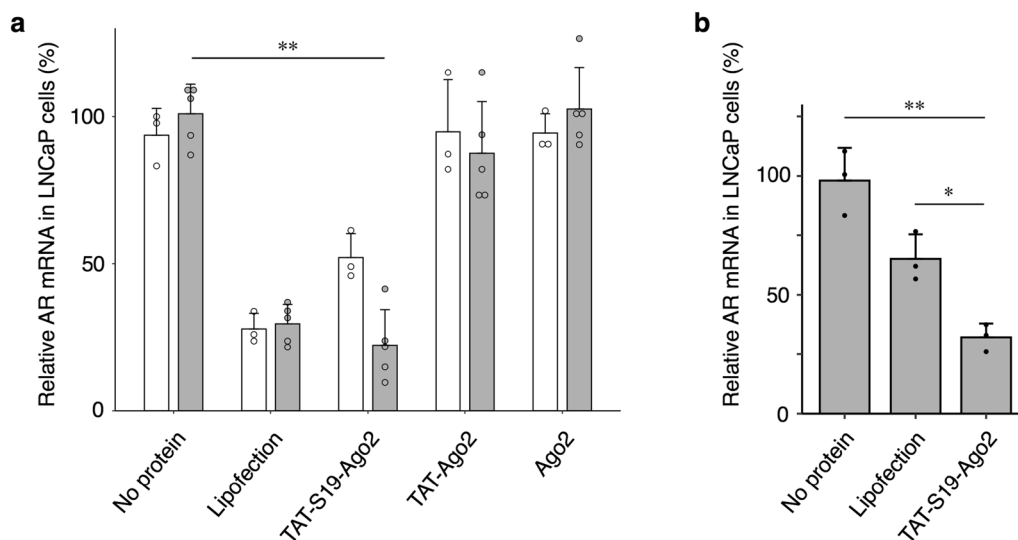 a
Relative AR mRNA in LNCaP cells (%)
100
50
0
**
No protein
Lipofection
TAT-S19-Ago2
TAT-Ago2
Ago2
b
Relative AR mRNA in LNCaP cells (%)
100
50
0
**
*
No protein
Lipofection
TAT-S19-Ago2